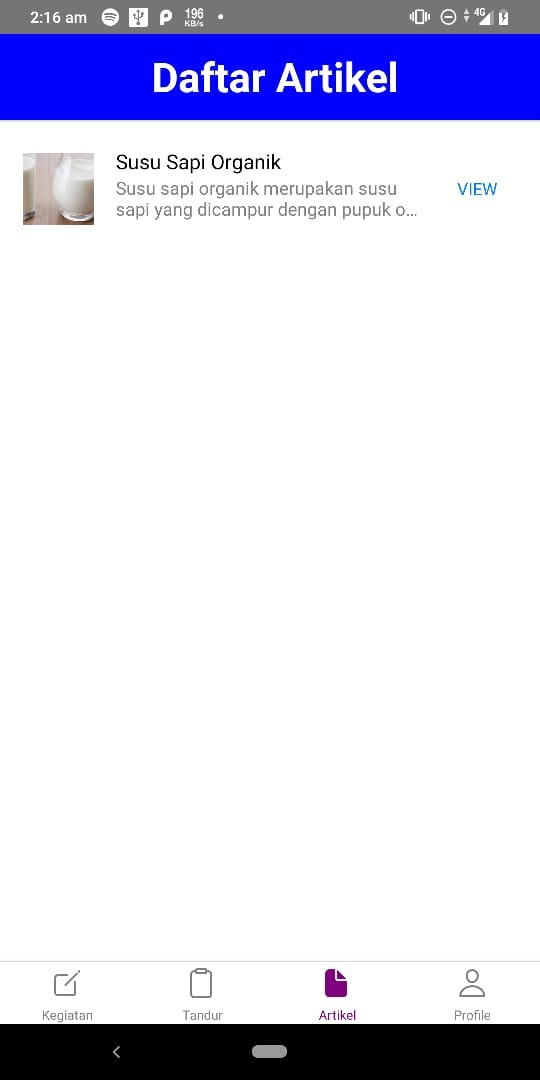 2:16 am 196 KB/s 4G
Daftar Artikel
Susu Sapi Organik
Susu sapi organik merupakan susu
sapi yang dicampur dengan pupuk o...
VIEW
Kegiatan Tandur Artikel Profile